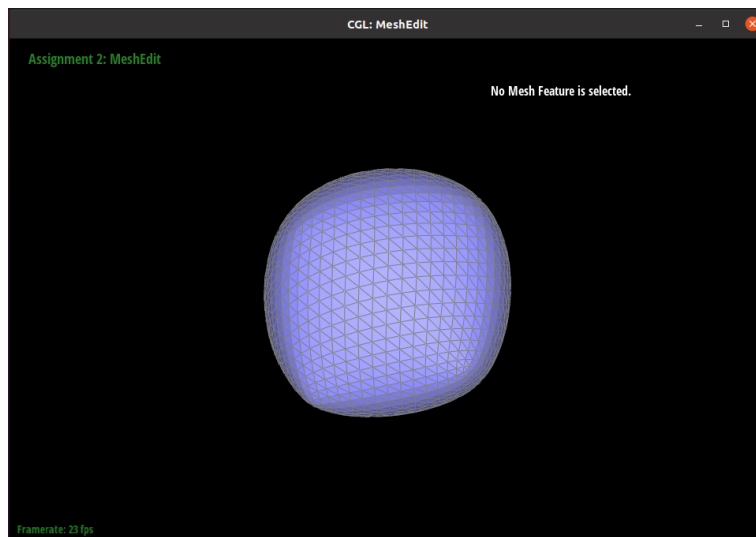 CGL: MeshEdit
Assignment 2: MeshEdit
No Mesh Feature is selected.
Framerate: 23 fps